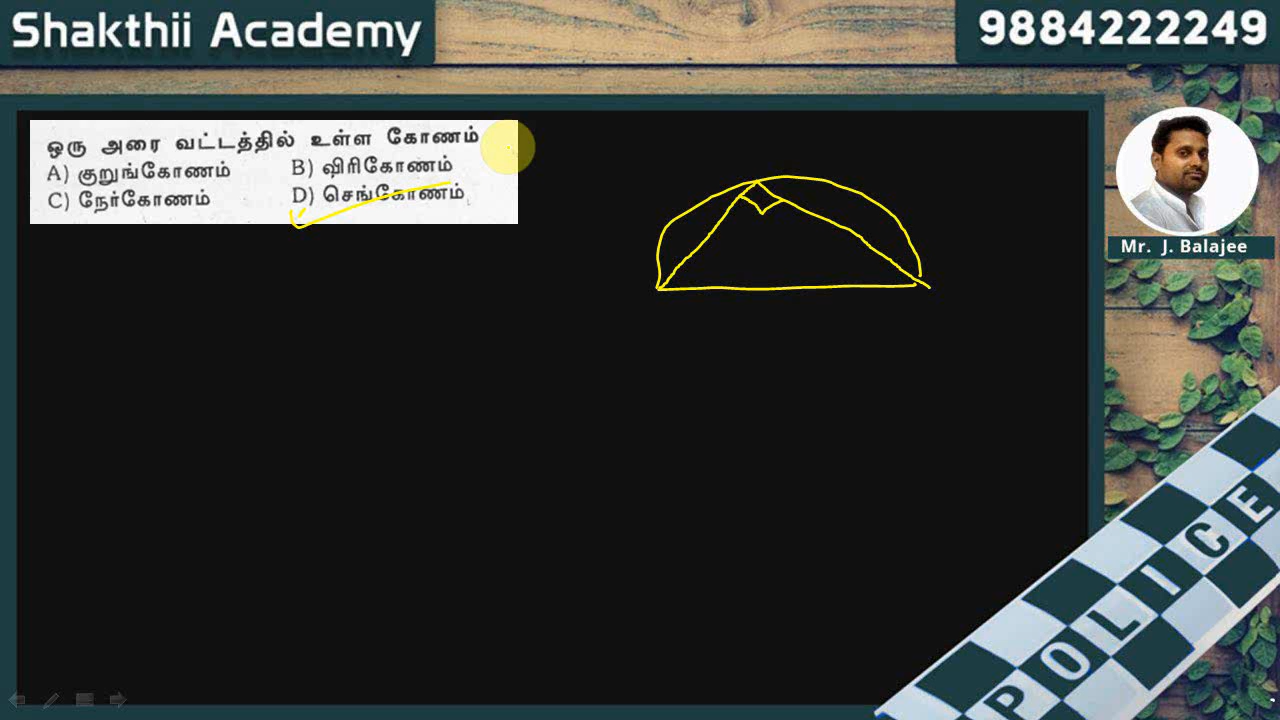 Shakthii Academy
9884222249
ஒரு அரை வட்டத்தில் உள்ள கோணம்
A) குறுங்கோணம் B) விரிகோணம்
C) நேர்கோணம் D) செங்கோணம்
Mr. J. Balajee
POLICE